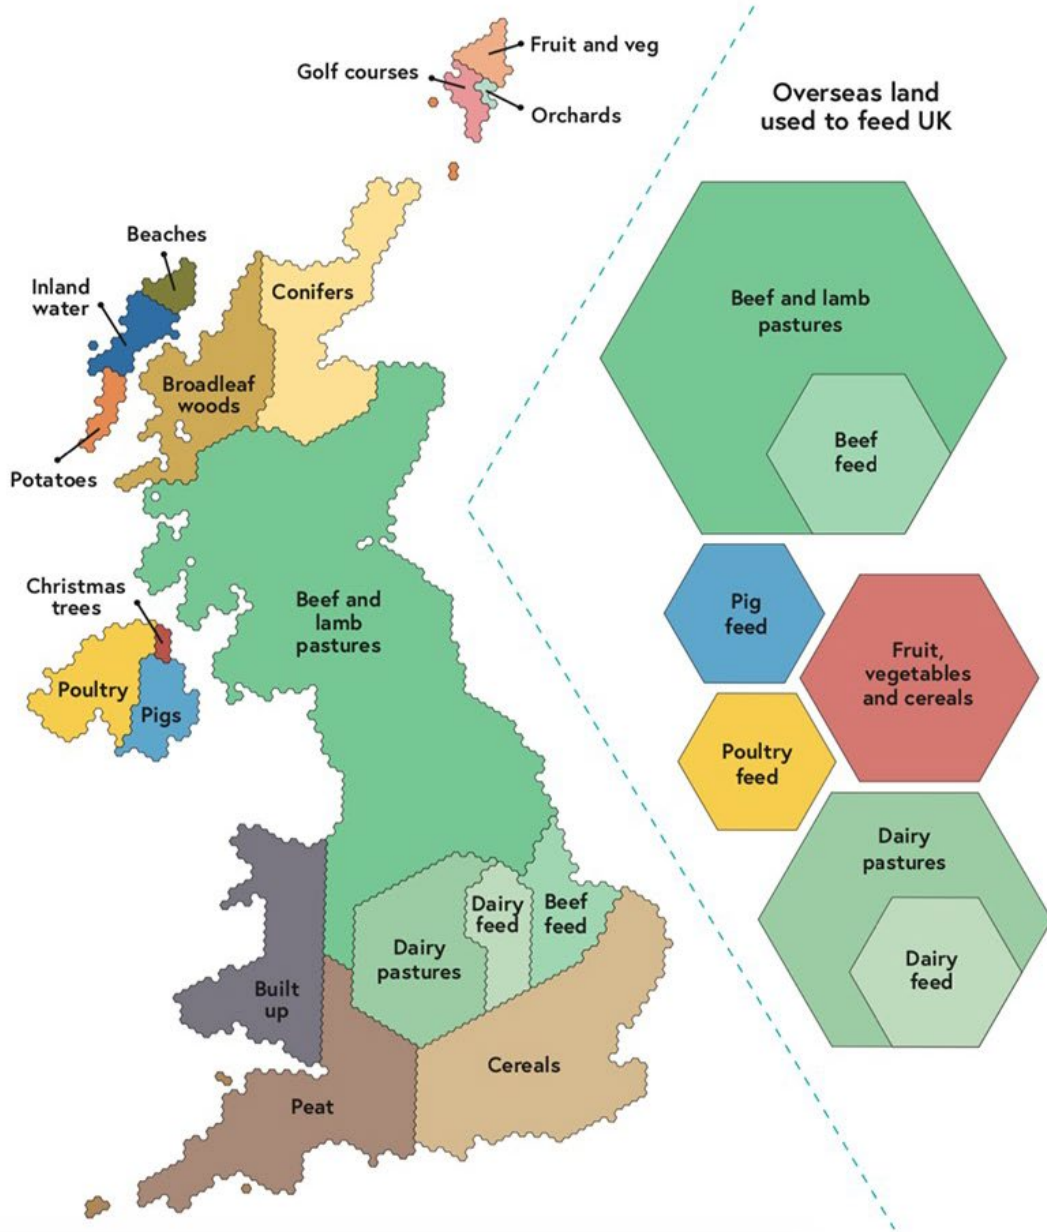 Fruit and veg
Golf courses
Orchards
Beaches
Inland
water
Conifers
Broadleaf
woods
Potatoes
Christmas
trees
Beef and
lamb
pastures
Poultry
Pigs
Dairy
feed
Beef
feed
Dairy
pastures
Built
up
Cereals
Peat
Overseas land
used to feed UK
Beef and lamb
pastures
Beef
feed
Pig
feed
Fruit,
vegetables
and cereals
Poultry
feed
Dairy
pastures
Dairy
feed